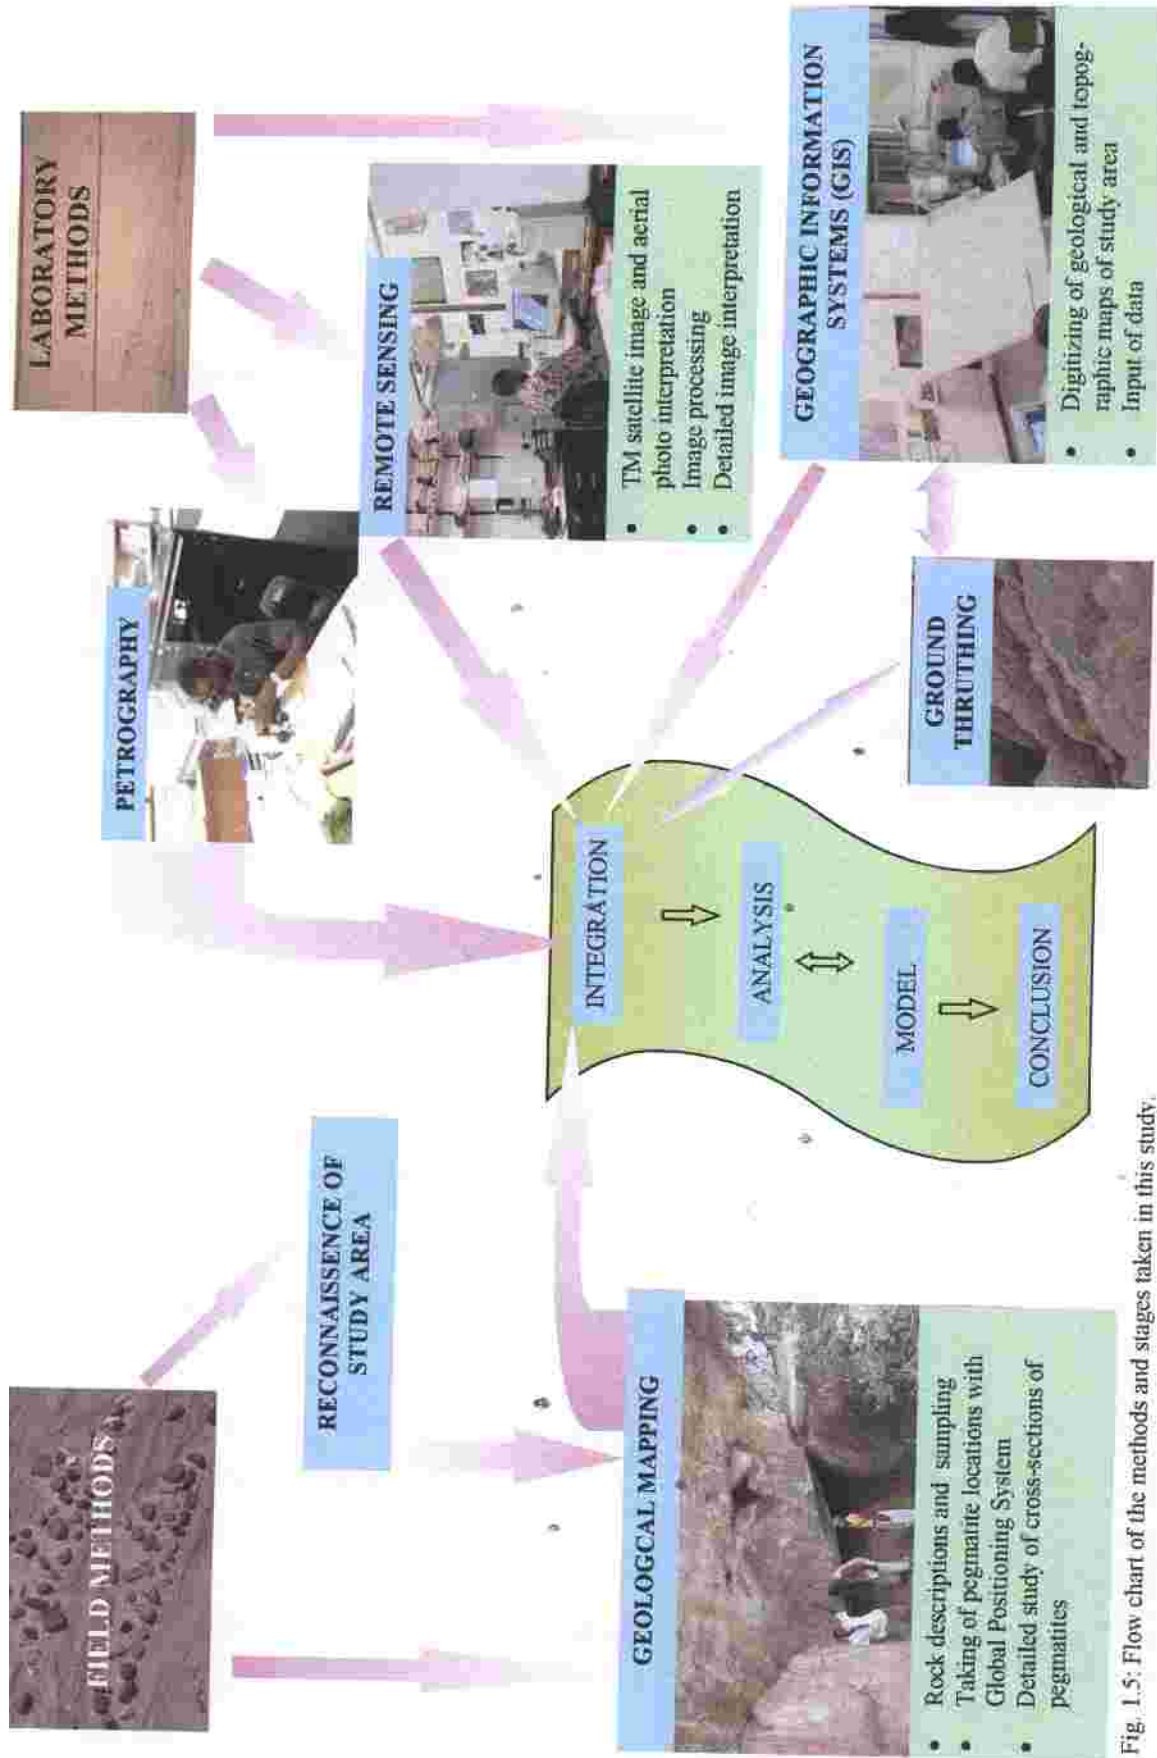 FIELD METHODS
LABORATORY
METHODS
RECONNAISSENCE OF
STUDY AREA
PETROGRAPHY
REMOTE SENSING
• TM satellite image and aerial
photo interpretation
• Image processing
• Detailed image interpretation
GEOLOGCAL MAPPING
• Rock descriptions and sampling
• Taking of pegmatite locations with
Global Positioning System
• Detailed study of cross-sections of
pegmatites
INTEGRATION
ANALYSIS
MODEL
CONCLUSION
GEOGRAPHIC INFORMATION
SYSTEMS (GIS)
• Digitizing of geological and topog-
raphic maps of study area
• Input of data
GROUND
THRUTHING
Fig. 1.5: Flow chart of the methods and stages taken in this study.